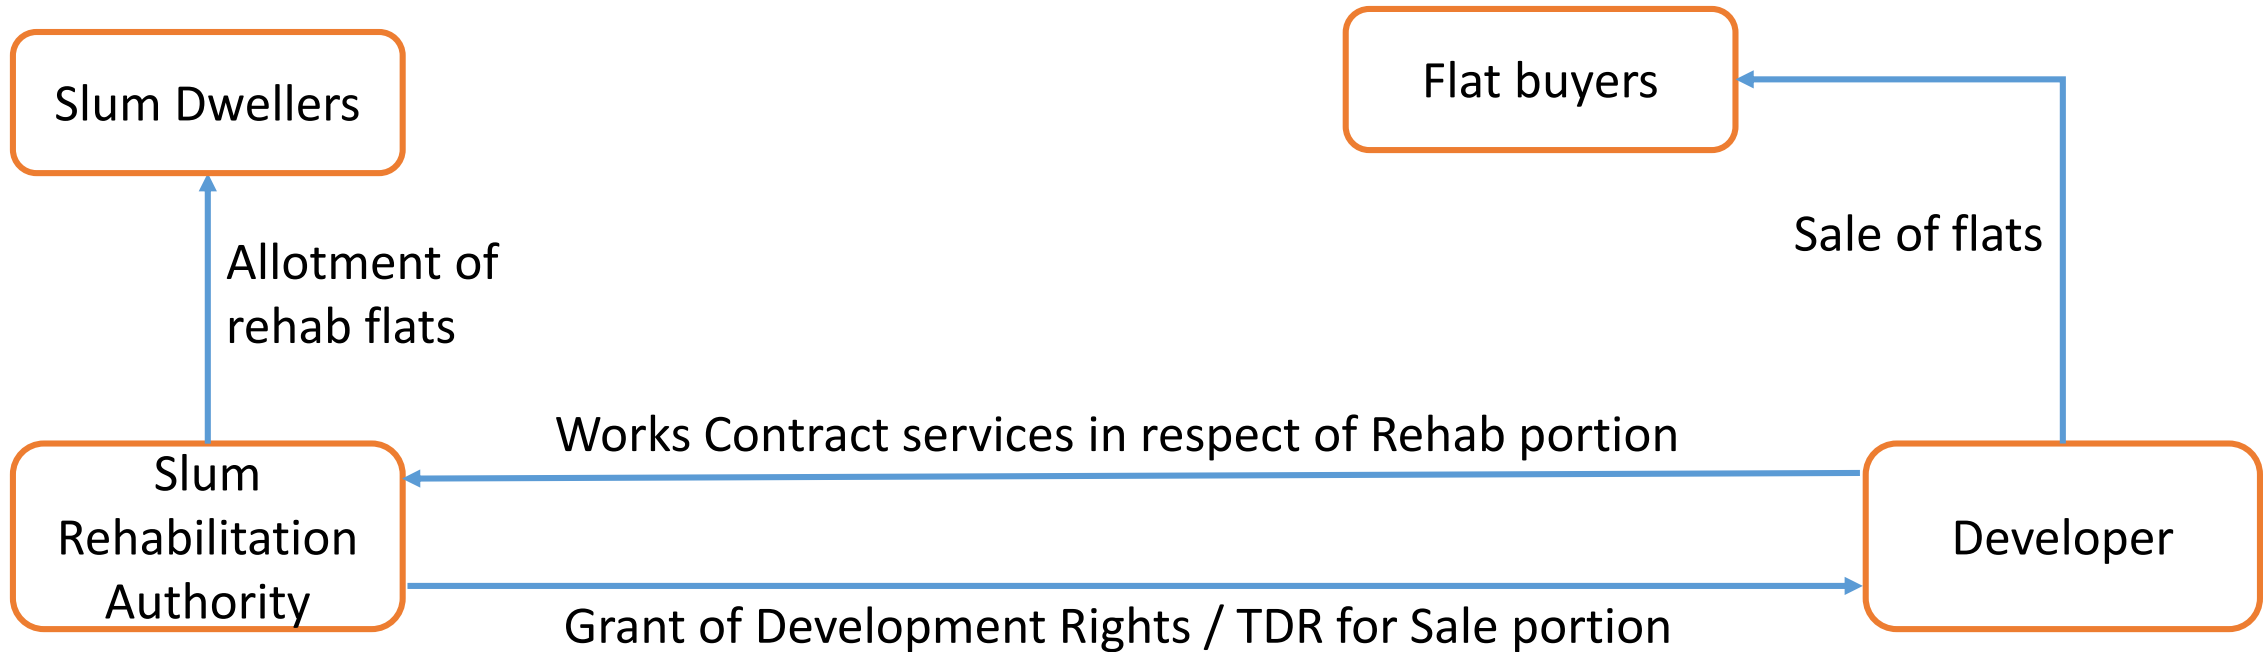 Slum Dwellers
Flat buyers
Allotment of
rehab flats
Sale of flats
Works Contract services in respect of Rehab portion
Slum
Rehabilitation
Authority
Developer
Grant of Development Rights / TDR for Sale portion